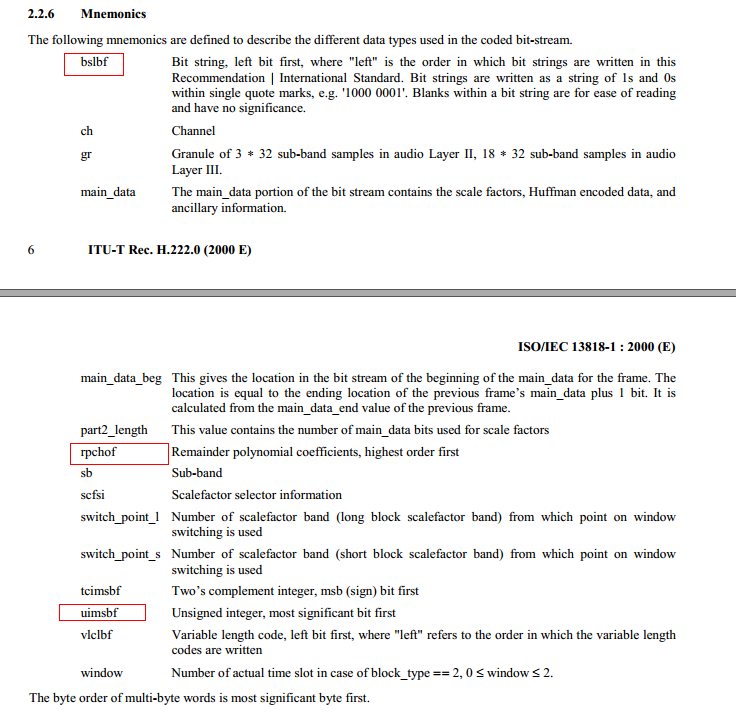 2.2.6 Mnemonics
The following mnemonics are defined to describe the different data types used in the coded bit-stream.
bslbf Bit string, left bit first, where "left" is the order in which bit strings are written in this
Recommendation | International Standard. Bit strings are written as a string of 1s and 0s
within single quote marks, e.g. '1000 0001'. Blanks within a bit string are for ease of reading
and have no significance.
ch Channel
gr Granule of 3 * 32 sub-band samples in audio Layer II, 18 * 32 sub-band samples in audio
Layer III.
main_data The main_data portion of the bit stream contains the scale factors, Huffman encoded data, and
ancillary information.
6 ITU-T Rec. H.222.0 (2000 E)
ISO/IEC 13818-1 : 2000 (E)
main_data_beg This gives the location in the bit stream of the beginning of the main_data for the frame. The
location is equal to the ending location of the previous frame's main_data plus 1 bit. It is
calculated from the main_data_end value of the previous frame.
part2_length This value contains the number of main_data bits used for scale factors
rpchof Remainder polynomial coefficients, highest order first
sb Sub-band
scfsi Scalefactor selector information
switch_point_l Number of scalefactor band (long block scalefactor band) from which point on window
switching is used
switch_point_s Number of scalefactor band (short block scalefactor band) from which point on window
switching is used
tcimsbf Two's complement integer, msb (sign) bit first
uimsbf Unsigned integer, most significant bit first
vlclbf Variable length code, left bit first, where "left" refers to the order in which the variable length
codes are written
window Number of actual time slot in case of block_type == 2, 0 ≤ window ≤ 2.
The byte order of multi-byte words is most significant byte first.